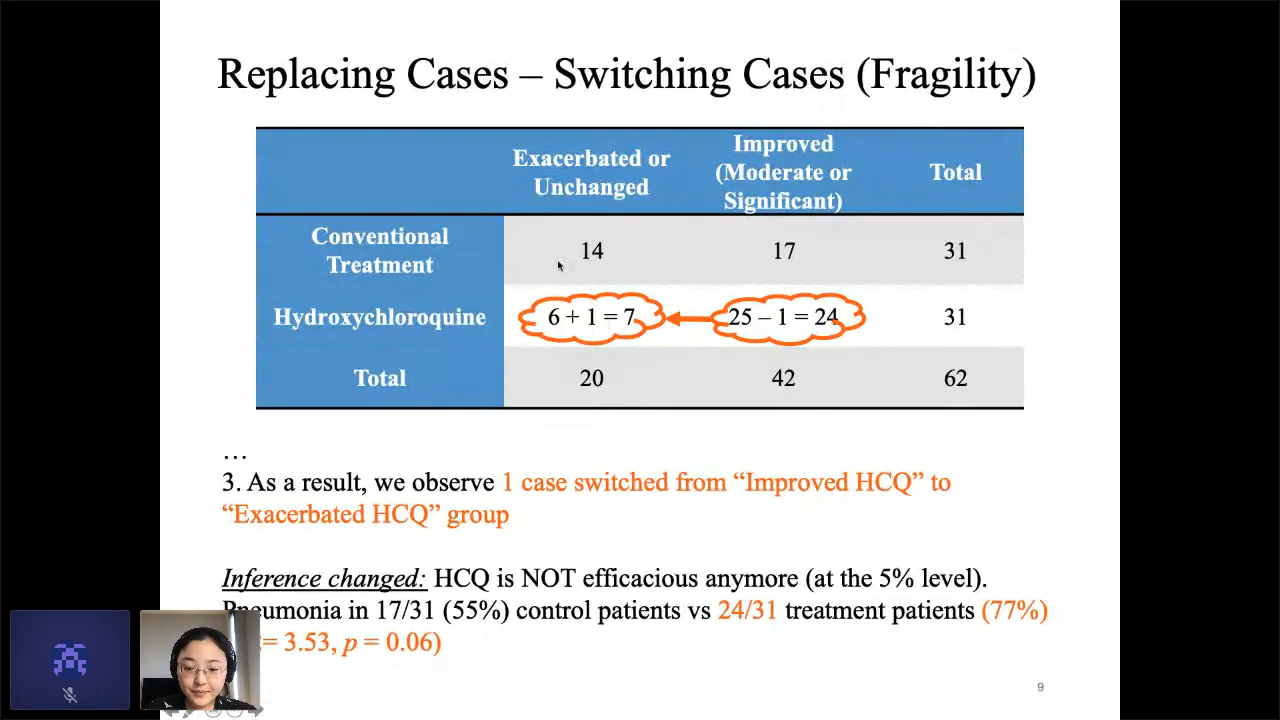 Replacing Cases – Switching Cases (Fragility)
Exacerbated or
Unchanged
Improved
(Moderate or
Significant)
Total
Conventional
Treatment
14
17
31
Hydroxychloroquine
6 + 1 = 7
25 – 1 = 24
31
Total
20
42
62
…
3. As a result, we observe 1 case switched from “Improved HCQ” to
“Exacerbated HCQ” group
Inference changed: HCQ is NOT efficacious anymore (at the 5% level).
Pneumonia in 17/31 (55%) control patients vs 24/31 treatment patients (77%)
= 3.53, p = 0.06)
9